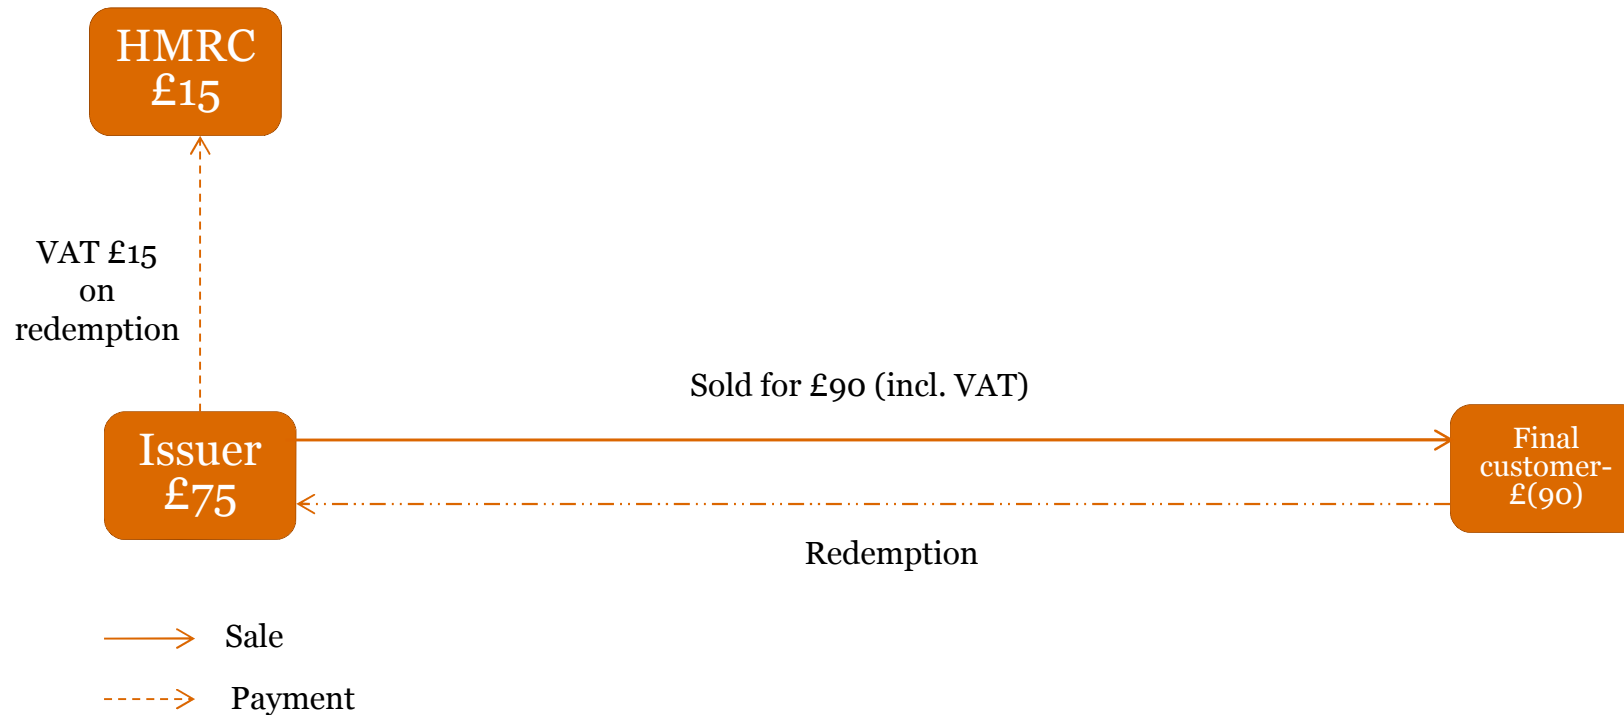 HMRC
£15
VAT £15
on
redemption
Sold for £90 (incl. VAT)
Issuer
£75
Final
customer-
£(90)
Redemption
Sale
Payment